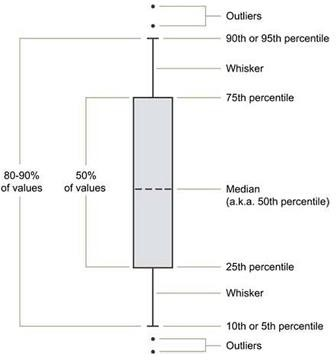 Outliers
90th or 95th percentile
Whisker
75th percentile
80-90%
of values
50%
of values
Median
(a.k.a. 50th percentile)
25th percentile
Whisker
10th or 5th percentile
Outliers